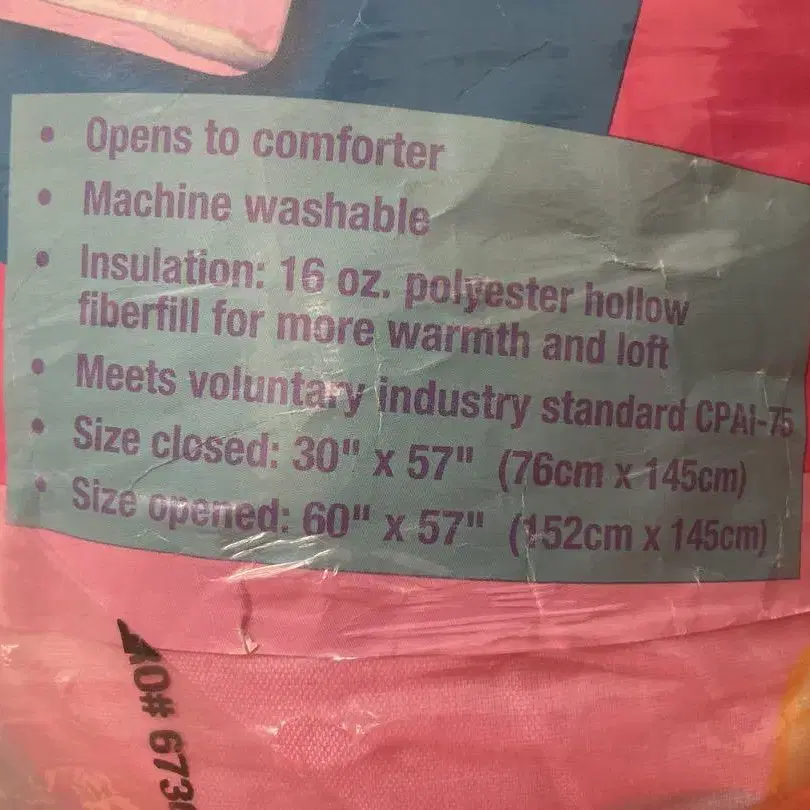 • Opens to comforter
• Machine washable
• Insulation: 16 oz. polyester hollow
fiberfill for more warmth and loft
• Meets voluntary industry standard CPAI-75
• Size closed: 30" x 57" (76cm x 145cm)
• Size opened: 60" x 57" (152cm x 145cm)